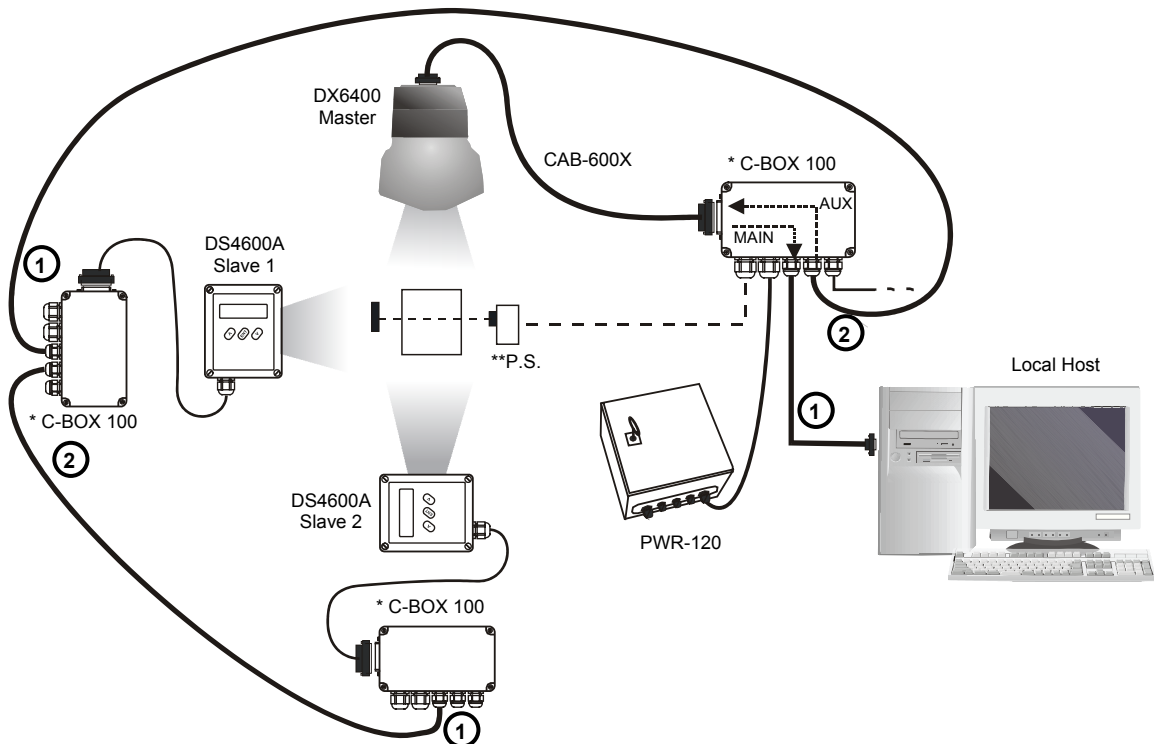 DX6400
Master
CAB-600X
* C-BOX 100
AUX
MAIN
DS4600A
Slave 1
1
2
**P.S.
Local Host
1
* C-BOX 100
2
DS4600A
Slave 2
PWR-120
* C-BOX 100
1